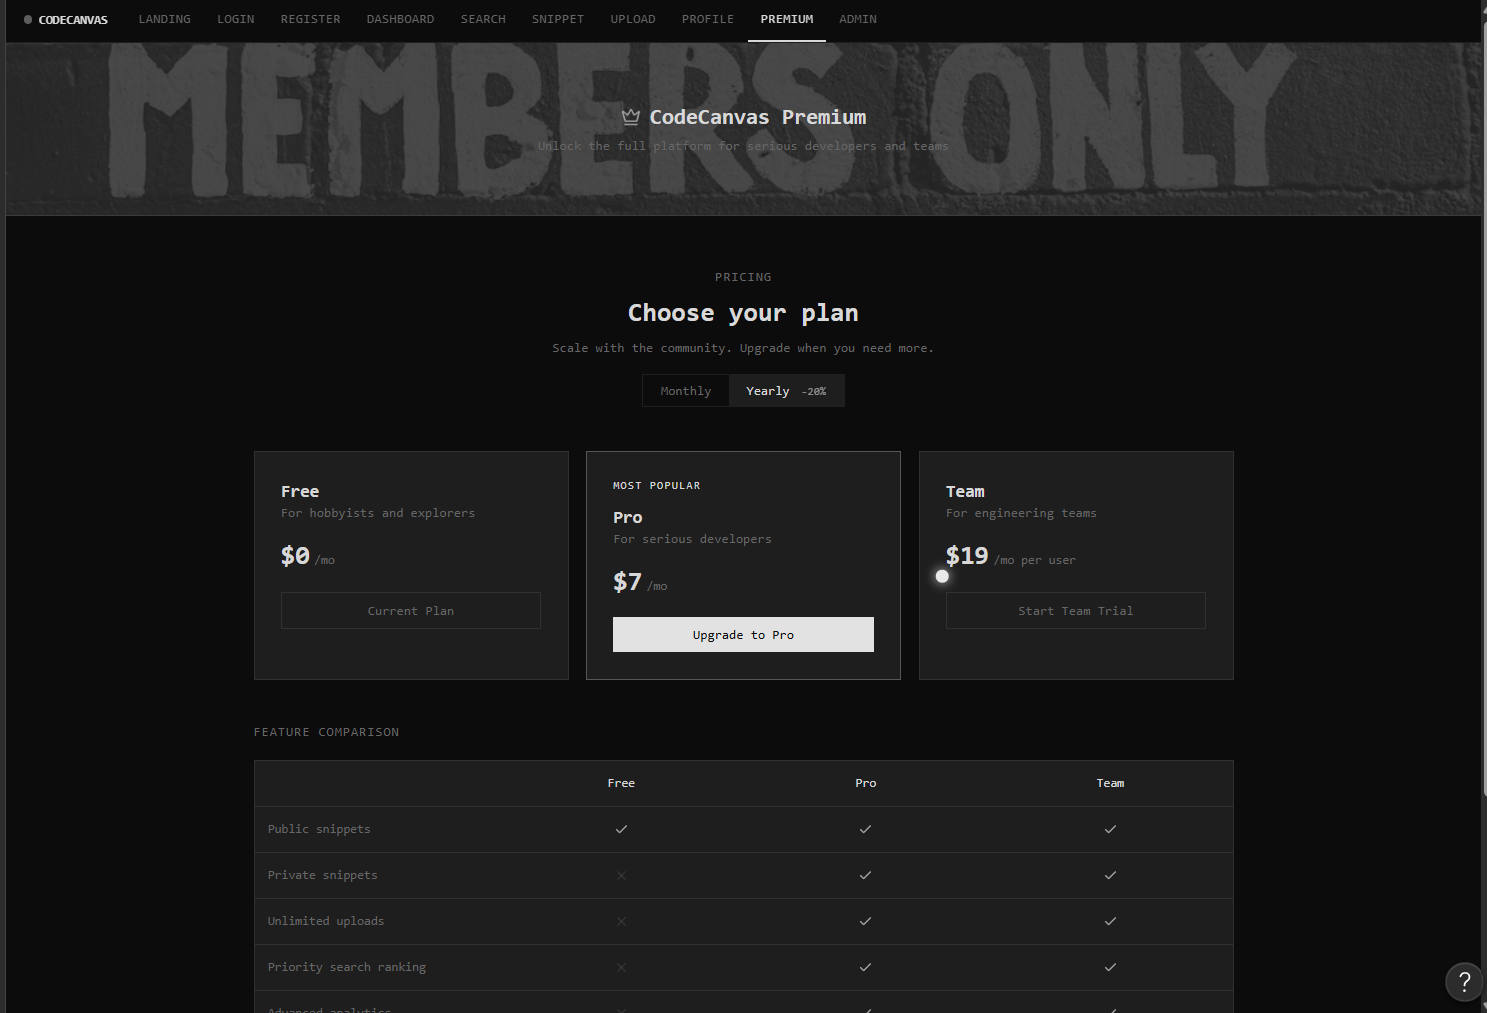 CODECANVAS LANDING LOGIN REGISTER DASHBOARD SEARCH SNIPPET UPLOAD PROFILE PREMIUM ADMIN
MEMBERS ONLY
CodeCanvas Premium
Unlock the full platform for serious developers and teams
PRICING
Choose your plan
Scale with the community. Upgrade when you need more.
Monthly Yearly -20%
Free
For hobbyists and explorers
$0 /mo
Current Plan
MOST POPULAR
Pro
For serious developers
$7 /mo
Upgrade to Pro
Team
For engineering teams
$19 /mo per user
Start Team Trial
FEATURE COMPARISON
Free Pro Team
Public snippets
Private snippets
Unlimited uploads
Priority search ranking
Advanced analytics
?